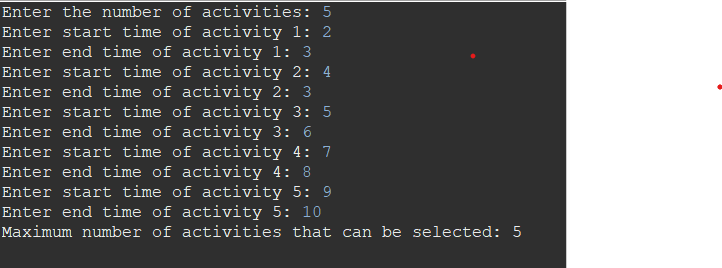 Enter the number of activities: 5
Enter start time of activity 1: 2
Enter end time of activity 1: 3
Enter start time of activity 2: 4
Enter end time of activity 2: 3
Enter start time of activity 3: 5
Enter end time of activity 3: 6
Enter start time of activity 4: 7
Enter end time of activity 4: 8
Enter start time of activity 5: 9
Enter end time of activity 5: 10
Maximum number of activities that can be selected: 5